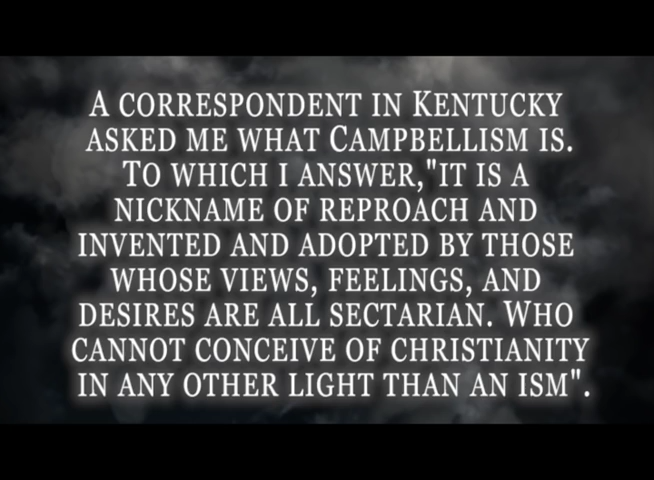 A CORRESPONDENT IN KENTUCKY
ASKED ME WHAT CAMPBELLISM IS.
TO WHICH I ANSWER,"IT IS A
NICKNAME OF REPROACH AND
INVENTED AND ADOPTED BY THOSE
WHOSE VIEWS, FEELINGS, AND
DESIRES ARE ALL SECTARIAN. WHO
CANNOT CONCEIVE OF CHRISTIANITY
IN ANY OTHER LIGHT THAN AN ISM".